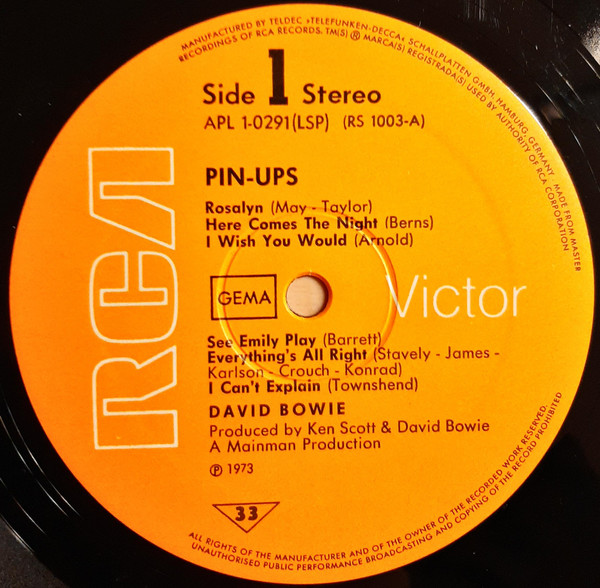 MANUFACTURED BY TELDEC »TELEFUNKEN-DECCA« SCHALLPLATTEN GMBH, HAMBURG, GERMANY · MADE FROM MASTER
RECORDINGS OF RCA RECORDS. TM(S) ® MARCA(S) REGISTRADA(S) USED BY AUTHORITY OF RCA CORPORATION
Side 1 Stereo
APL 1-0291(LSP) (RS 1003-A)
PIN-UPS
Rosalyn (May - Taylor)
Here Comes The Night (Berns)
I Wish You Would (Arnold)
RCA
GEMA
Victor
See Emily Play (Barrett)
Everything's All Right (Stavely - James -
Karlson - Crouch - Konrad)
I Can't Explain (Townshend)
DAVID BOWIE
Produced by Ken Scott & David Bowie
A Mainman Production
℗ 1973
33
ALL RIGHTS OF THE MANUFACTURER AND OF THE OWNER OF THE RECORDED WORK RESERVED.
UNAUTHORISED PUBLIC PERFORMANCE BROADCASTING AND COPYING OF THE RECORD PROHIBITED